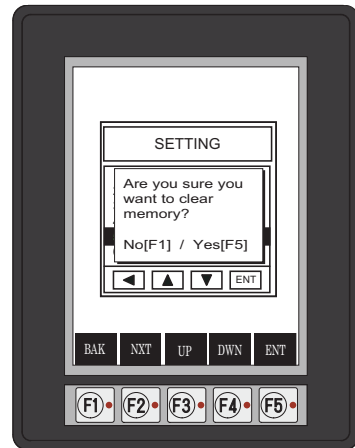 SETTING
Are you sure you
want to clear
memory?
No[F1] / Yes[F5]
ENT
BAK NXT UP DWN ENT
F1 F2 F3 F4 F5